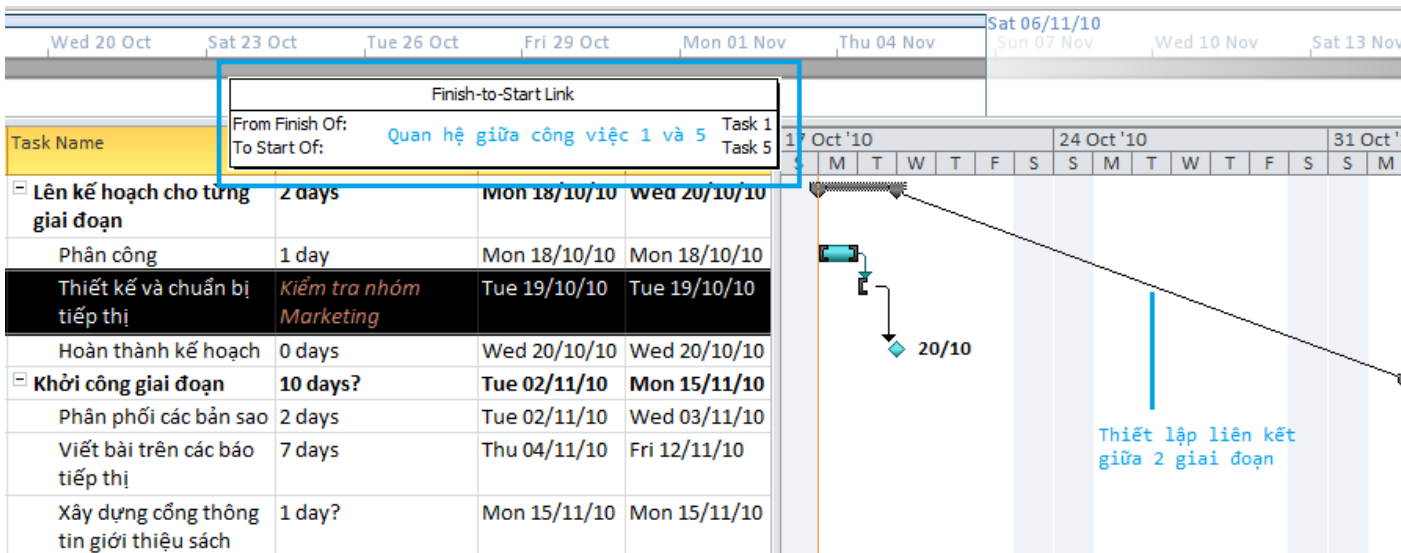 Sat 06/11/10
Wed 20 Oct Sat 23 Oct Tue 26 Oct Fri 29 Oct Mon 01 Nov Thu 04 Nov Sun 07 Nov Wed 10 Nov Sat 13 Nov
Finish-to-Start Link
From Finish Of: Task 1
Quan hệ giữa công việc 1 và 5
To Start Of: Task 5
Task Name
17 Oct '10 24 Oct '10 31 Oct '
S M T W T F S S M T W T F S S M
Lên kế hoạch cho từng 2 days Mon 18/10/10 Wed 20/10/10
giai đoạn
Phân công 1 day Mon 18/10/10 Mon 18/10/10
Thiết kế và chuẩn bị Kiểm tra nhóm Tue 19/10/10 Tue 19/10/10
tiếp thị Marketing
Hoàn thành kế hoạch 0 days Wed 20/10/10 Wed 20/10/10 20/10
Khởi công giai đoạn 10 days? Tue 02/11/10 Mon 15/11/10
Phân phối các bản sao 2 days Tue 02/11/10 Wed 03/11/10
Viết bài trên các báo 7 days Thu 04/11/10 Fri 12/11/10
tiếp thị
Thiết lập liên kết
giữa 2 giai đoạn
Xây dựng cổng thông 1 day? Mon 15/11/10 Mon 15/11/10
tin giới thiệu sách